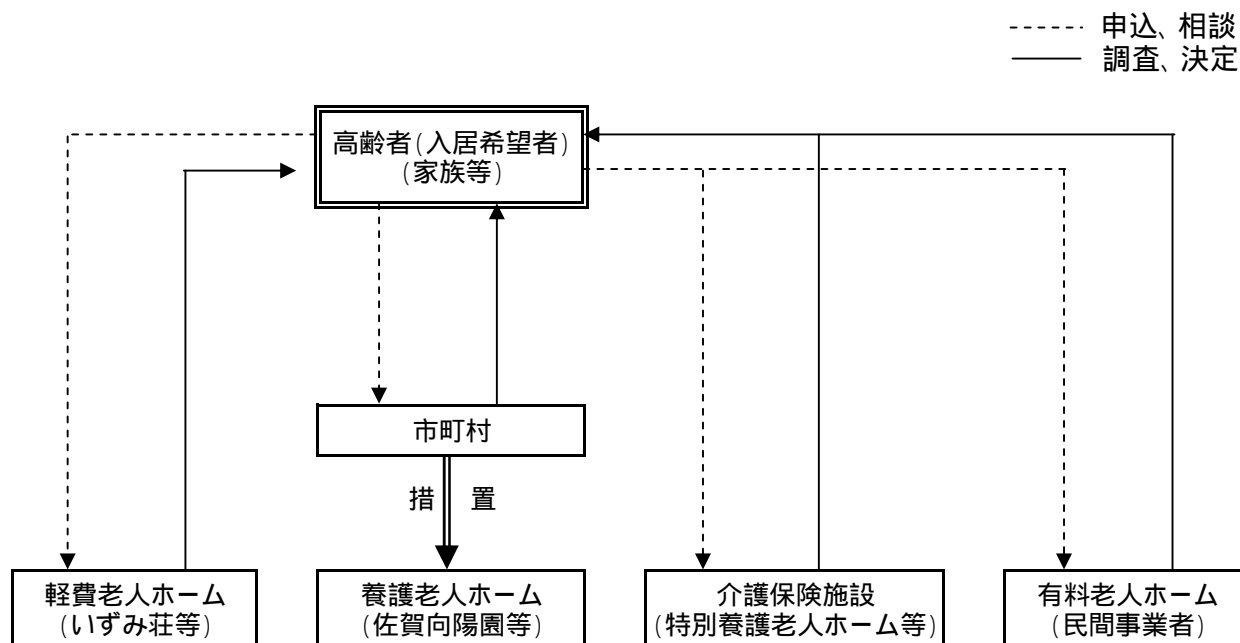 申込、相談
調査、決定
高齢者(入居希望者)
(家族等)
市町村
措 置
軽費老人ホーム
(いずみ荘等)
養護老人ホーム
(佐賀向陽園等)
介護保険施設
(特別養護老人ホーム等)
有料老人ホーム
(民間事業者)